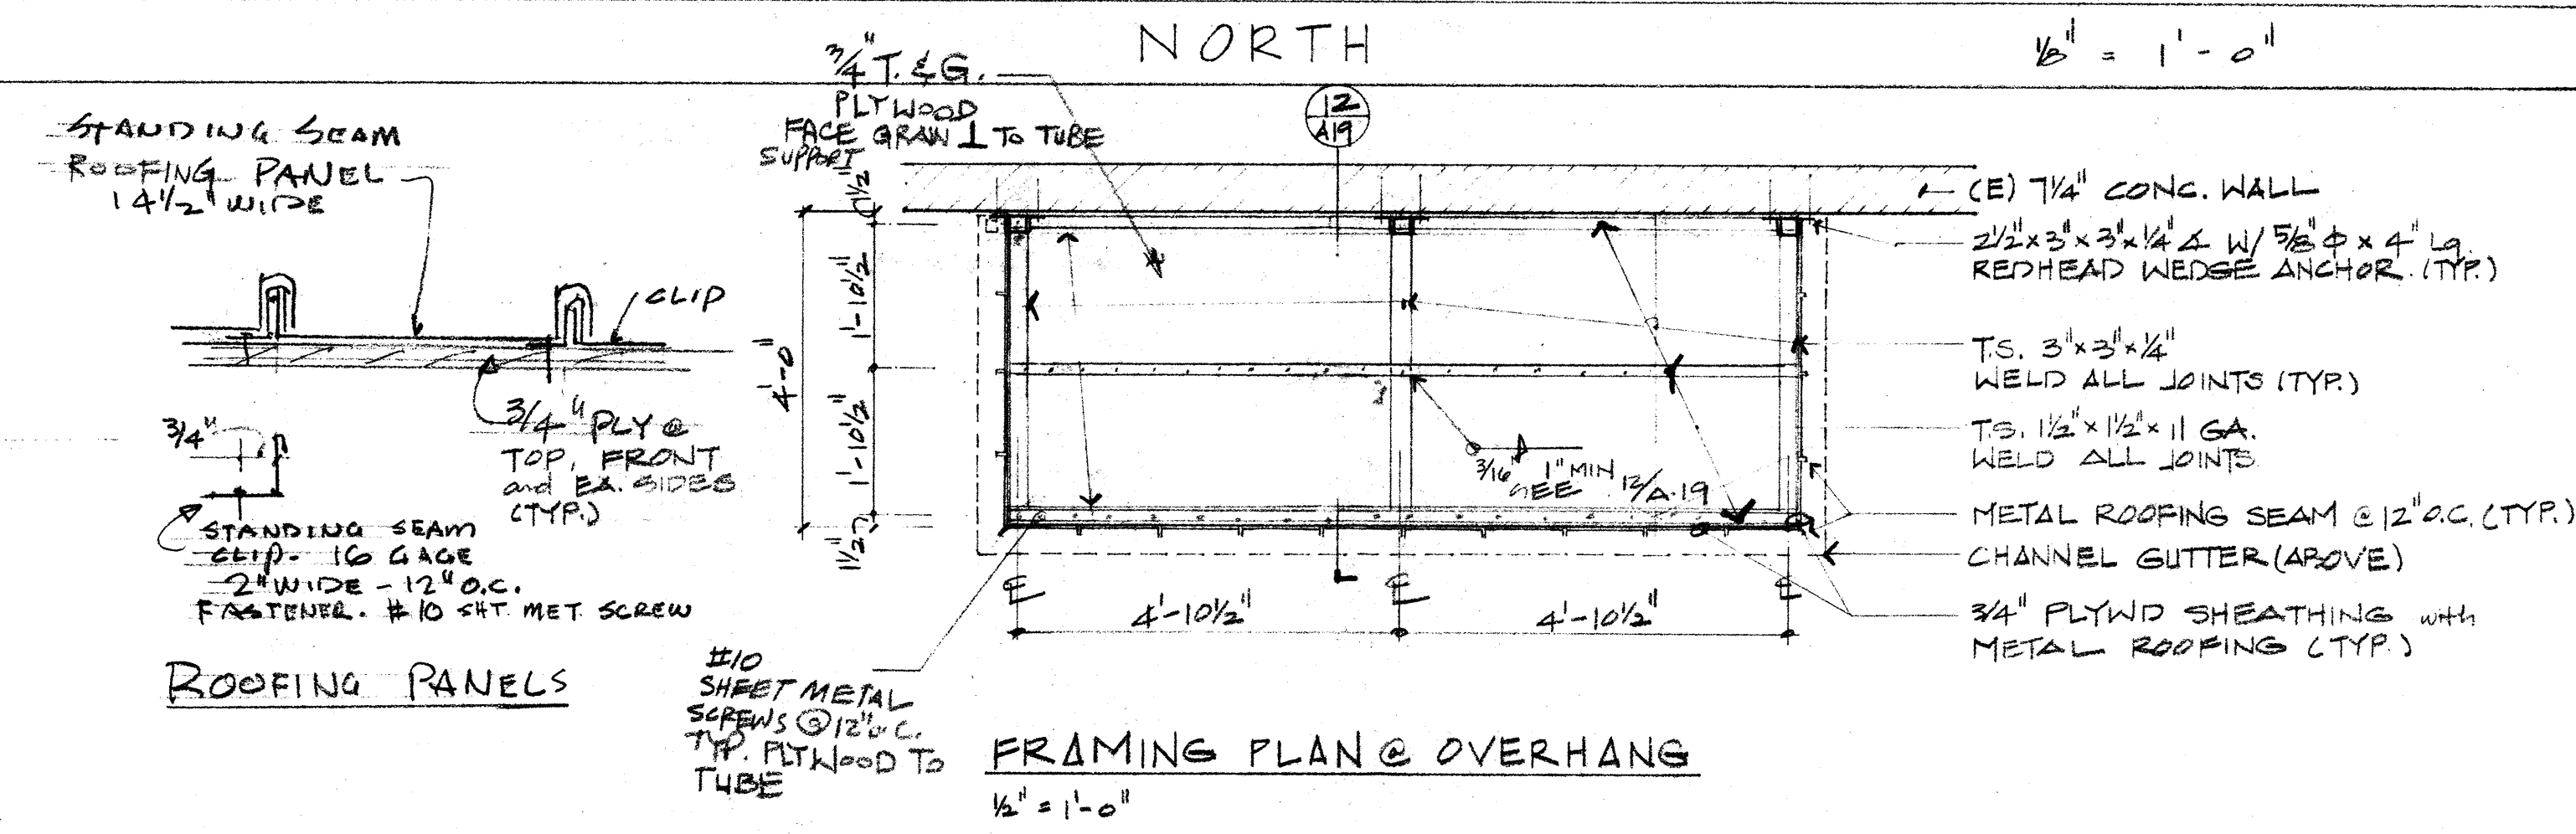 NORTH
1/8" = 1'-0"
STANDING SEAM
ROOFING PANEL
14 1/2" WIDE
CLIP
3/4"
3/4" PLY @
TOP, FRONT
and EA. SIDES
(TYP.)
STANDING SEAM
CLIP- 16 GAGE
2" WIDE - 12" O.C.
FASTENER. #10 SHT. MET SCREW
ROOFING PANELS
3/4" T. & G.
PLYWOOD
FACE GRAIN ⊥ TO TUBE
SUPPORT
12
A19
1 1/2"
1'-10 1/2"
4'-0"
1'-10 1/2"
1 1/2"
3/16" 1" MIN
SEE 12/A.19
℄ ℄ ℄
4'-10 1/2" 4'-10 1/2"
#10
SHEET METAL
SCREWS @ 12" O.C.
TYP. PLYWOOD TO
TUBE
FRAMING PLAN @ OVERHANG
1/2" = 1'-0"
(E) 7 1/4" CONC. WALL
2 1/2" x 3" x 3" x 1/4" ∠ W/ 5/8" Φ x 4" Lg.
REDHEAD WEDGE ANCHOR. (TYP.)
T.S. 3" x 3" x 1/4"
WELD ALL JOINTS (TYP.)
T.S. 1 1/2" x 1 1/2" x 11 GA.
WELD ALL JOINTS
METAL ROOFING SEAM @ 12" O.C. (TYP.)
CHANNEL GUTTER (ABOVE)
3/4" PLYWD SHEATHING with
METAL ROOFING (TYP.)